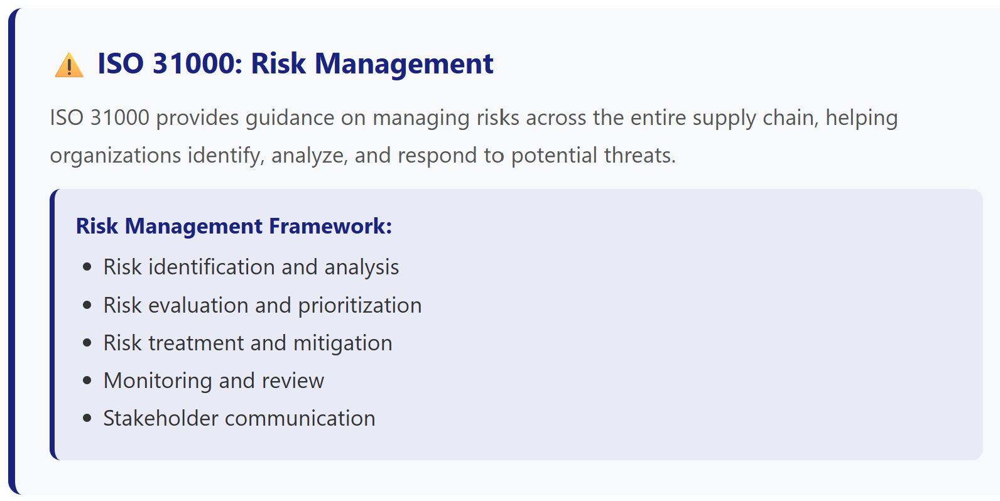 ISO 31000: Risk Management
ISO 31000 provides guidance on managing risks across the entire supply chain, helping
organizations identify, analyze, and respond to potential threats.
Risk Management Framework:
Risk identification and analysis
Risk evaluation and prioritization
Risk treatment and mitigation
Monitoring and review
Stakeholder communication